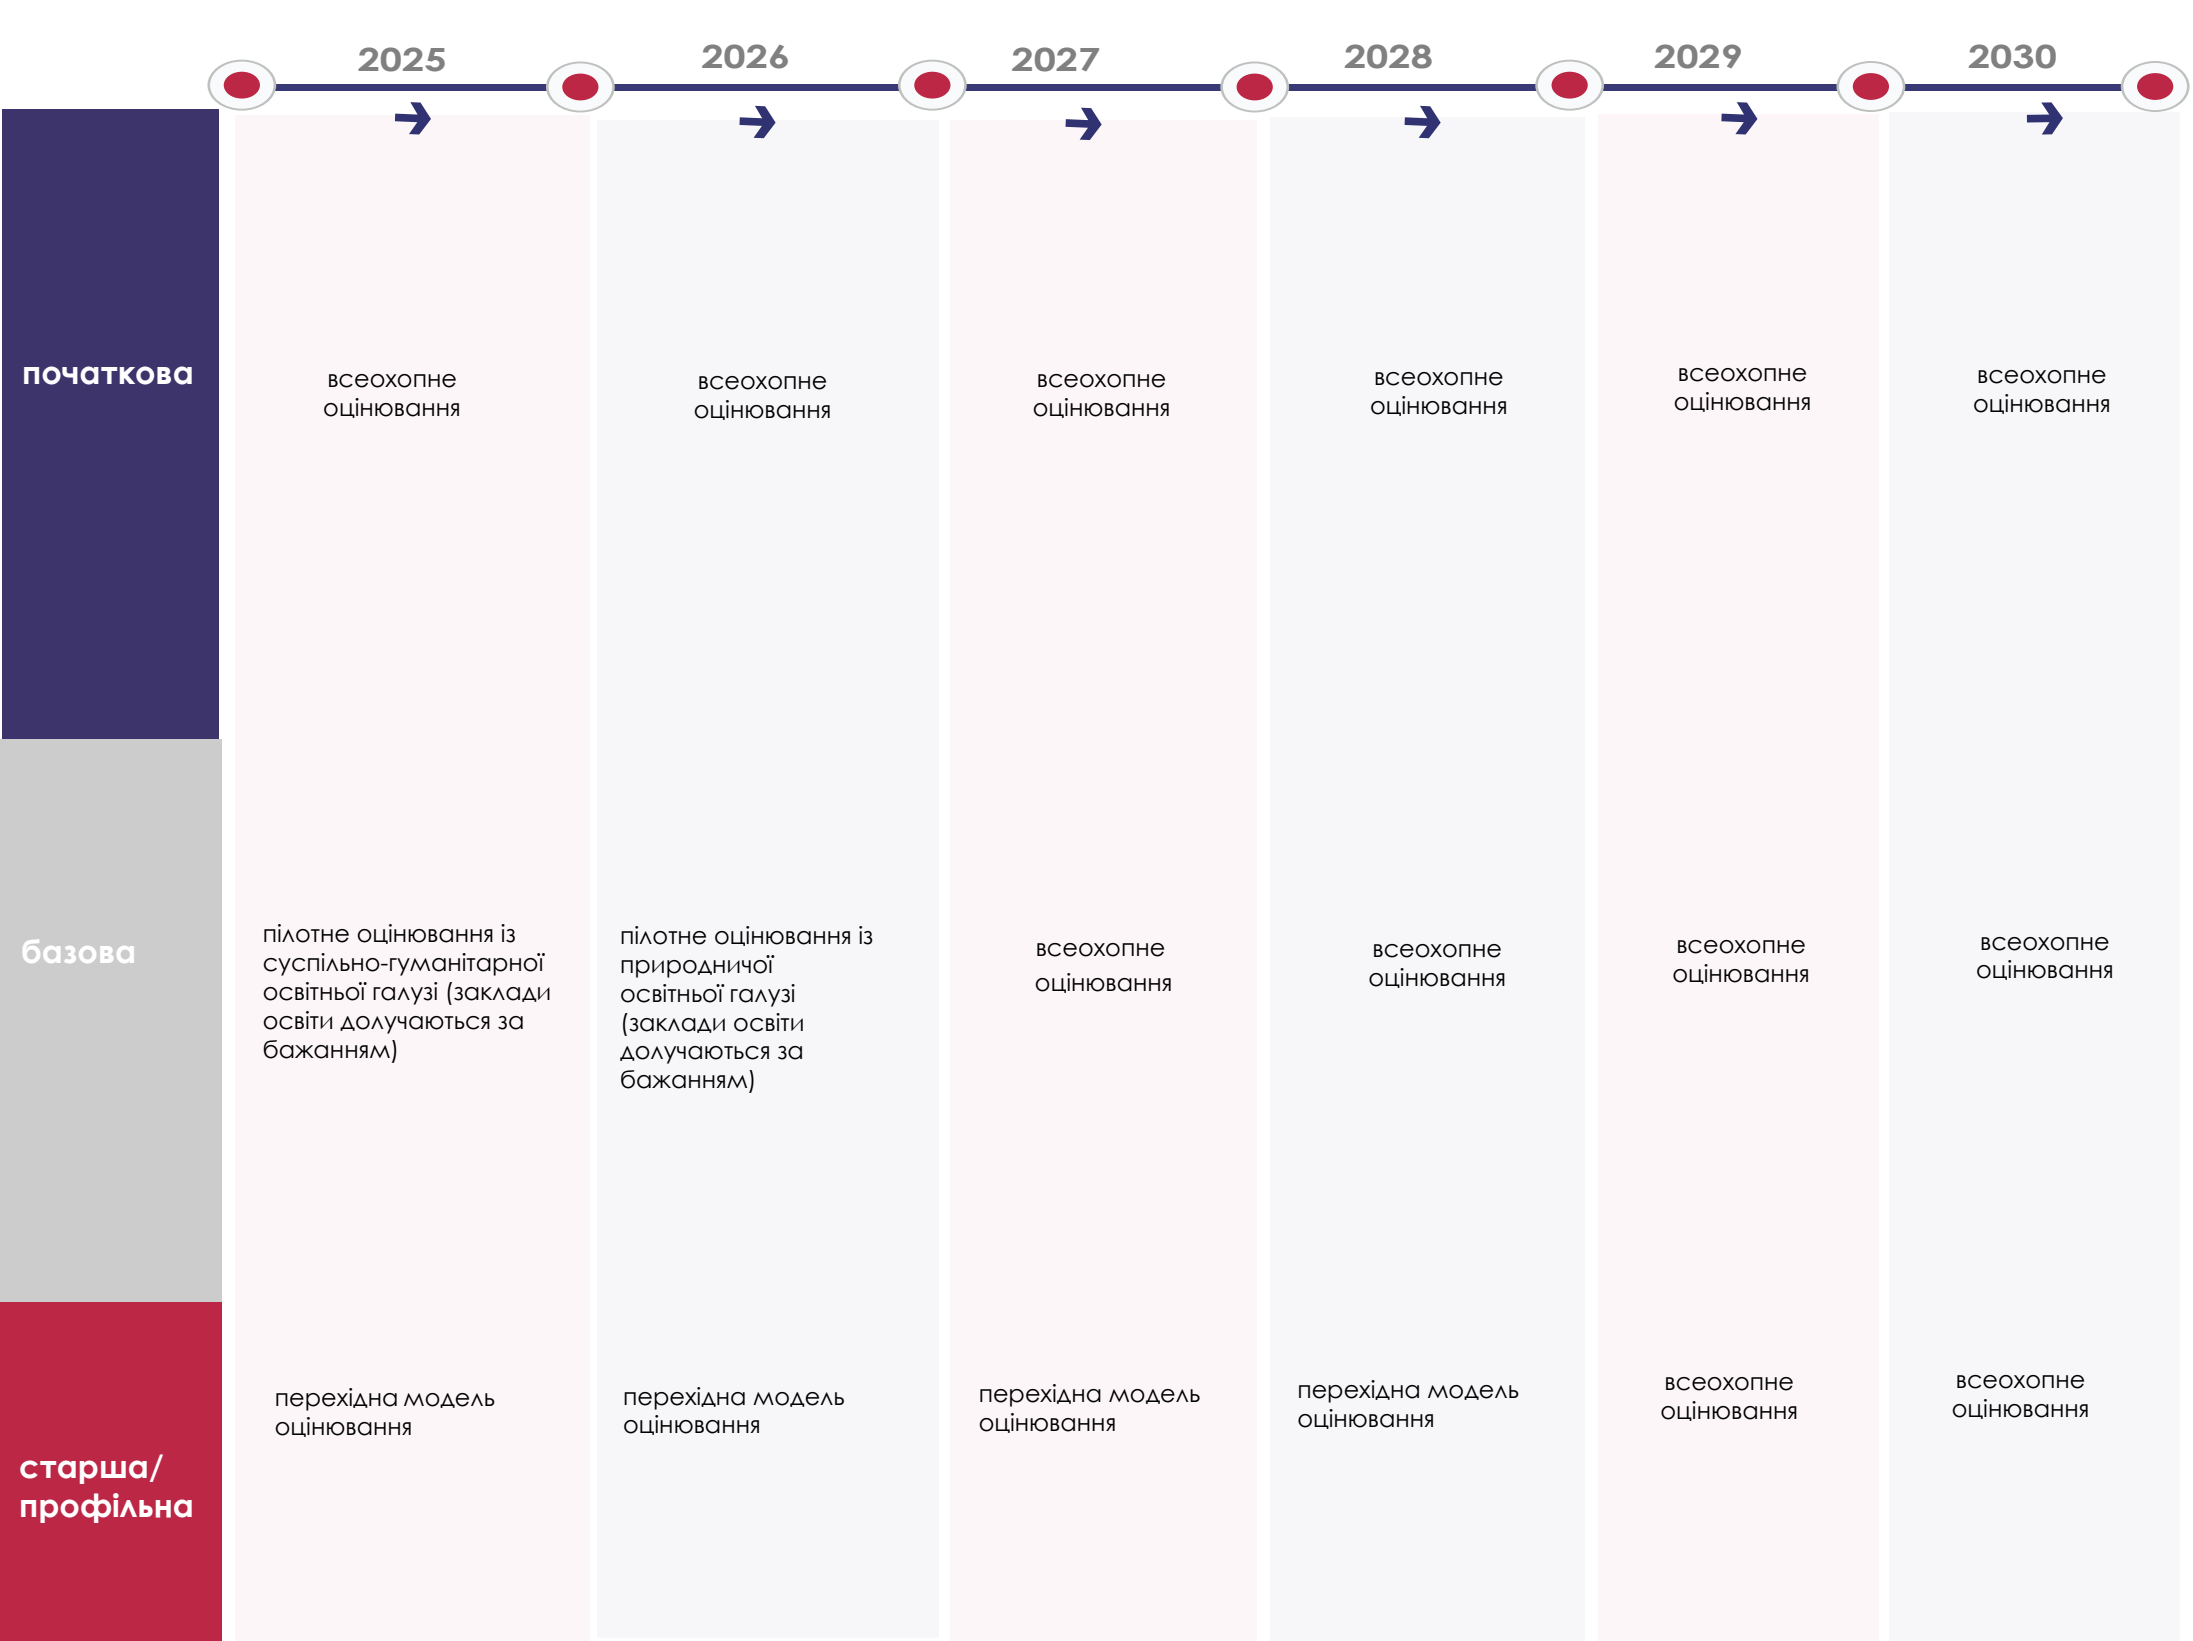 2025
2026
2027
2028
2029
2030
початкова
всеохопне
оцінювання
всеохопне
оцінювання
всеохопне
оцінювання
всеохопне
оцінювання
всеохопне
оцінювання
всеохопне
оцінювання
базова
пілотне оцінювання із
суспільно-гуманітарної
освітньої галузі (заклади
освіти долучаються за
бажанням)
пілотне оцінювання із
природничої
освітньої галузі
(заклади освіти
долучаються за
бажанням)
всеохопне
оцінювання
всеохопне
оцінювання
всеохопне
оцінювання
всеохопне
оцінювання
старша/
профільна
перехідна модель
оцінювання
перехідна модель
оцінювання
перехідна модель
оцінювання
перехідна модель
оцінювання
всеохопне
оцінювання
всеохопне
оцінювання